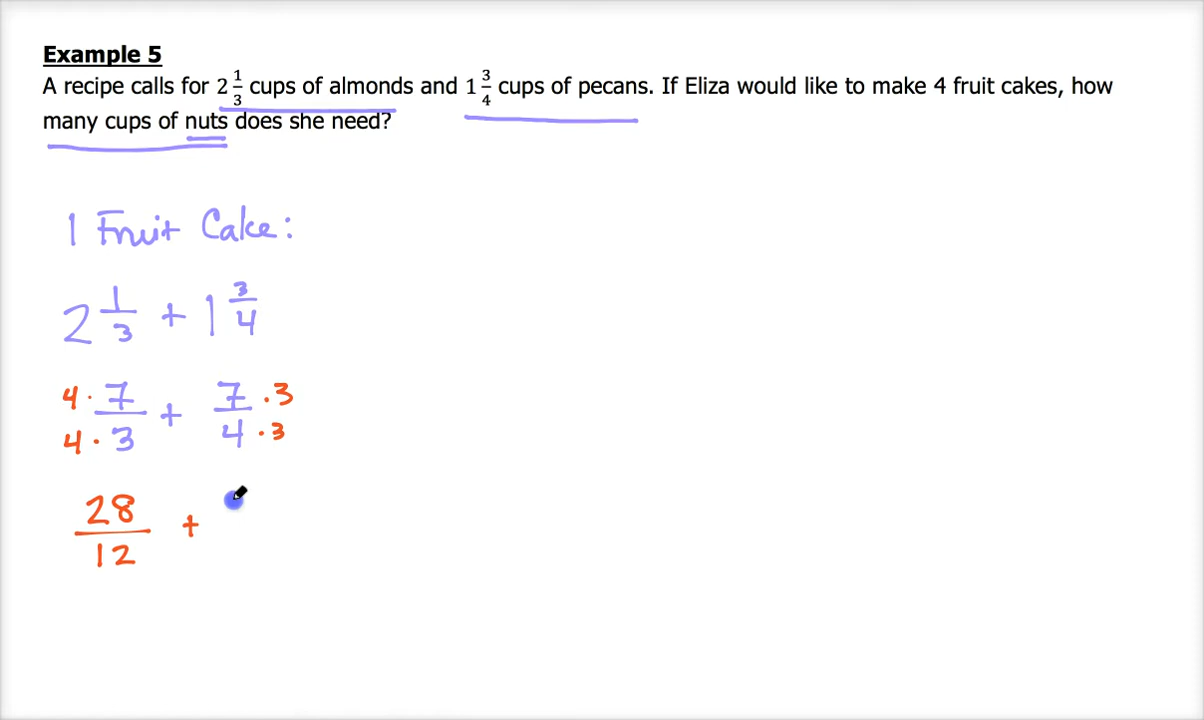 Example 5
A recipe calls for 2 1/3 cups of almonds and 1 3/4 cups of pecans. If Eliza would like to make 4 fruit cakes, how
many cups of nuts does she need?
1 Fruit Cake:
2 1/3 + 1 3/4
4 · 7 / 4 · 3 + 7 · 3 / 4 · 3
28/12 +